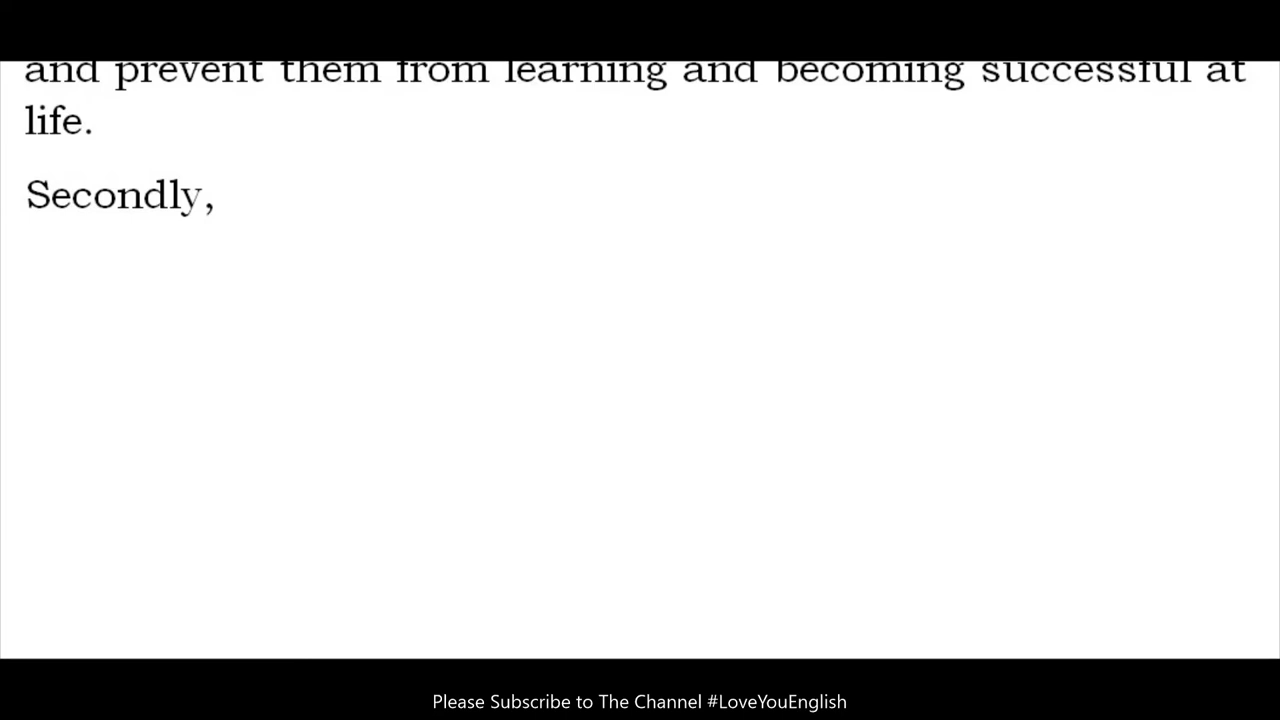 and prevent them from learning and becoming successful at
life.
Secondly,
Please Subscribe to The Channel #LoveYouEnglish